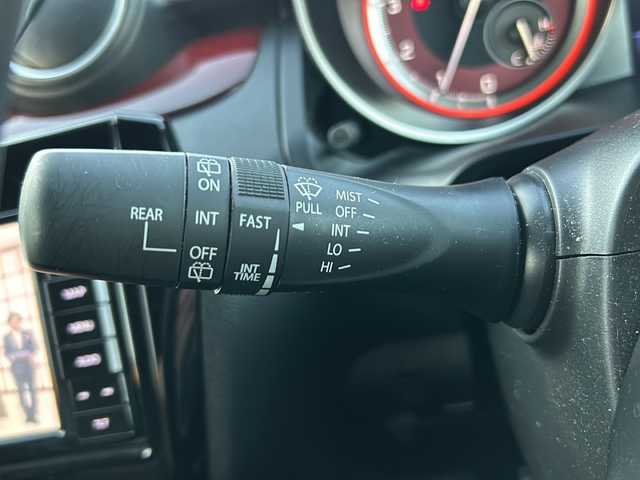 REAR
ON
INT
OFF
FAST
INT
TIME
PULL
MIST
OFF
INT
LO
HI